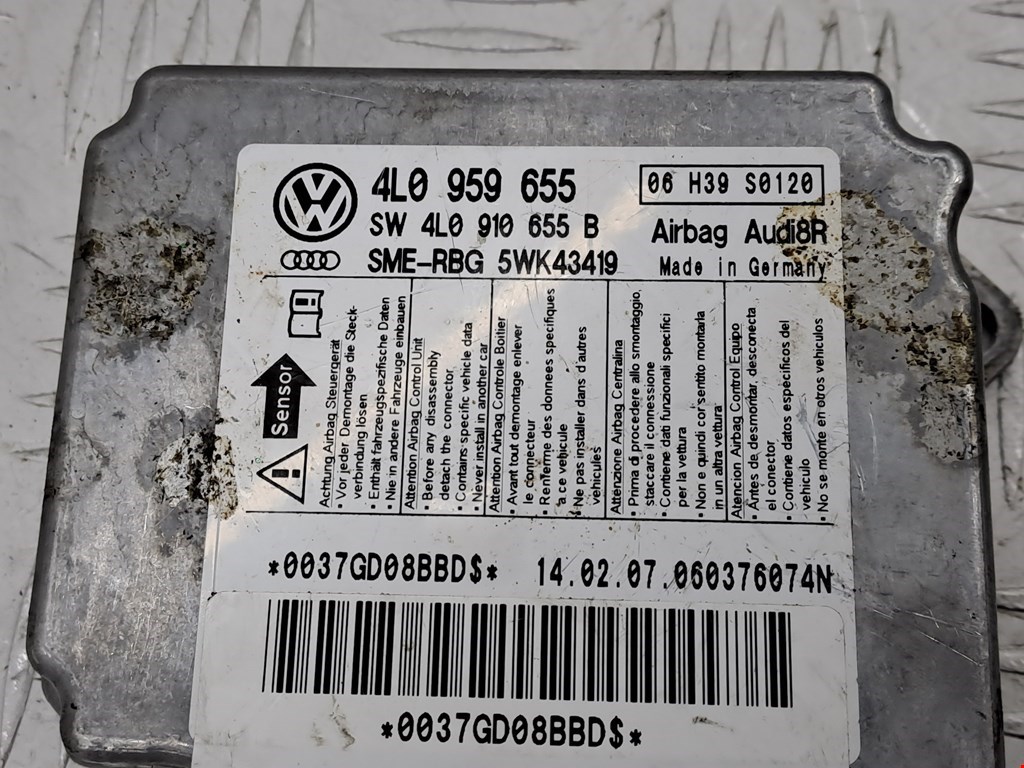 4L0 959 655
06 H39 S0120
SW 4L0 910 655 B
Airbag Audi8R
SME-RBG 5WK43419
Made in Germany
Sensor
Achtung Airbag Steuergerät
• Vor jeder Demontage die Steck-
verbindung lösen
• Enthält fahrzeugspezifische Daten
• Nie in andere Fahrzeuge einbauen
Attention Airbag Control Unit
• Before any disassembly
detach the connector
• Contains specific vehicle data
• Never install in another car
Attention Airbag Controle Boitier
• Avant tout demontage enlever
le connecteur
• Renferme des donnees specifiques
a ce vehicule
• Ne pas installer dans d'autres
vehicules
Attenzione Airbag Centralina
• Prima di procedere allo smontaggio,
staccare il connessione
• Contiene dati funzionali specifici
per la vettura
• Non e quindi consentito montarla
in un altra vettura
Atencion Airbag Control Equipo
• Antes de desmontar, desconecta
el conector
• Contiene datos especificos del
vehiculo
• No se monte en otros vehiculos
*0037GD08BBD$* 14.02.07.060376074N
*0037GD08BBD$*